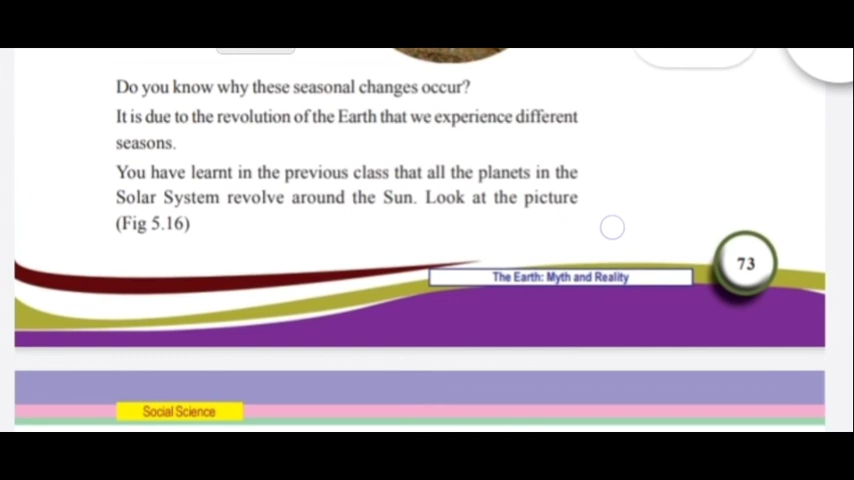 Do you know why these seasonal changes occur?
It is due to the revolution of the Earth that we experience different
seasons.
You have learnt in the previous class that all the planets in the
Solar System revolve around the Sun. Look at the picture
(Fig 5.16)
73
The Earth: Myth and Reality
Social Science